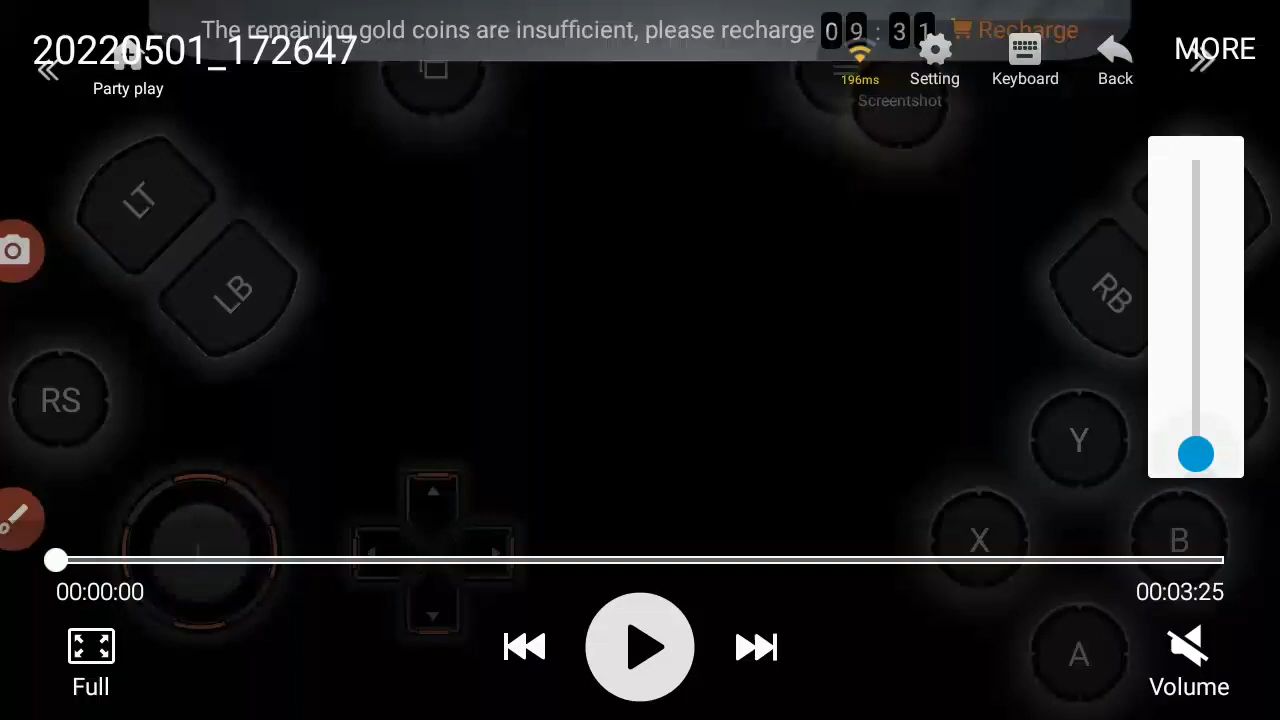 The remaining gold coins are insufficient, please recharge 09:31 Recharge
20220501_172647
MORE
Party play
196ms
Setting
Keyboard
Back
Screentshot
LT
LB
RB
RS
Y
X
B
00:00:00
00:03:25
A
Full
Volume